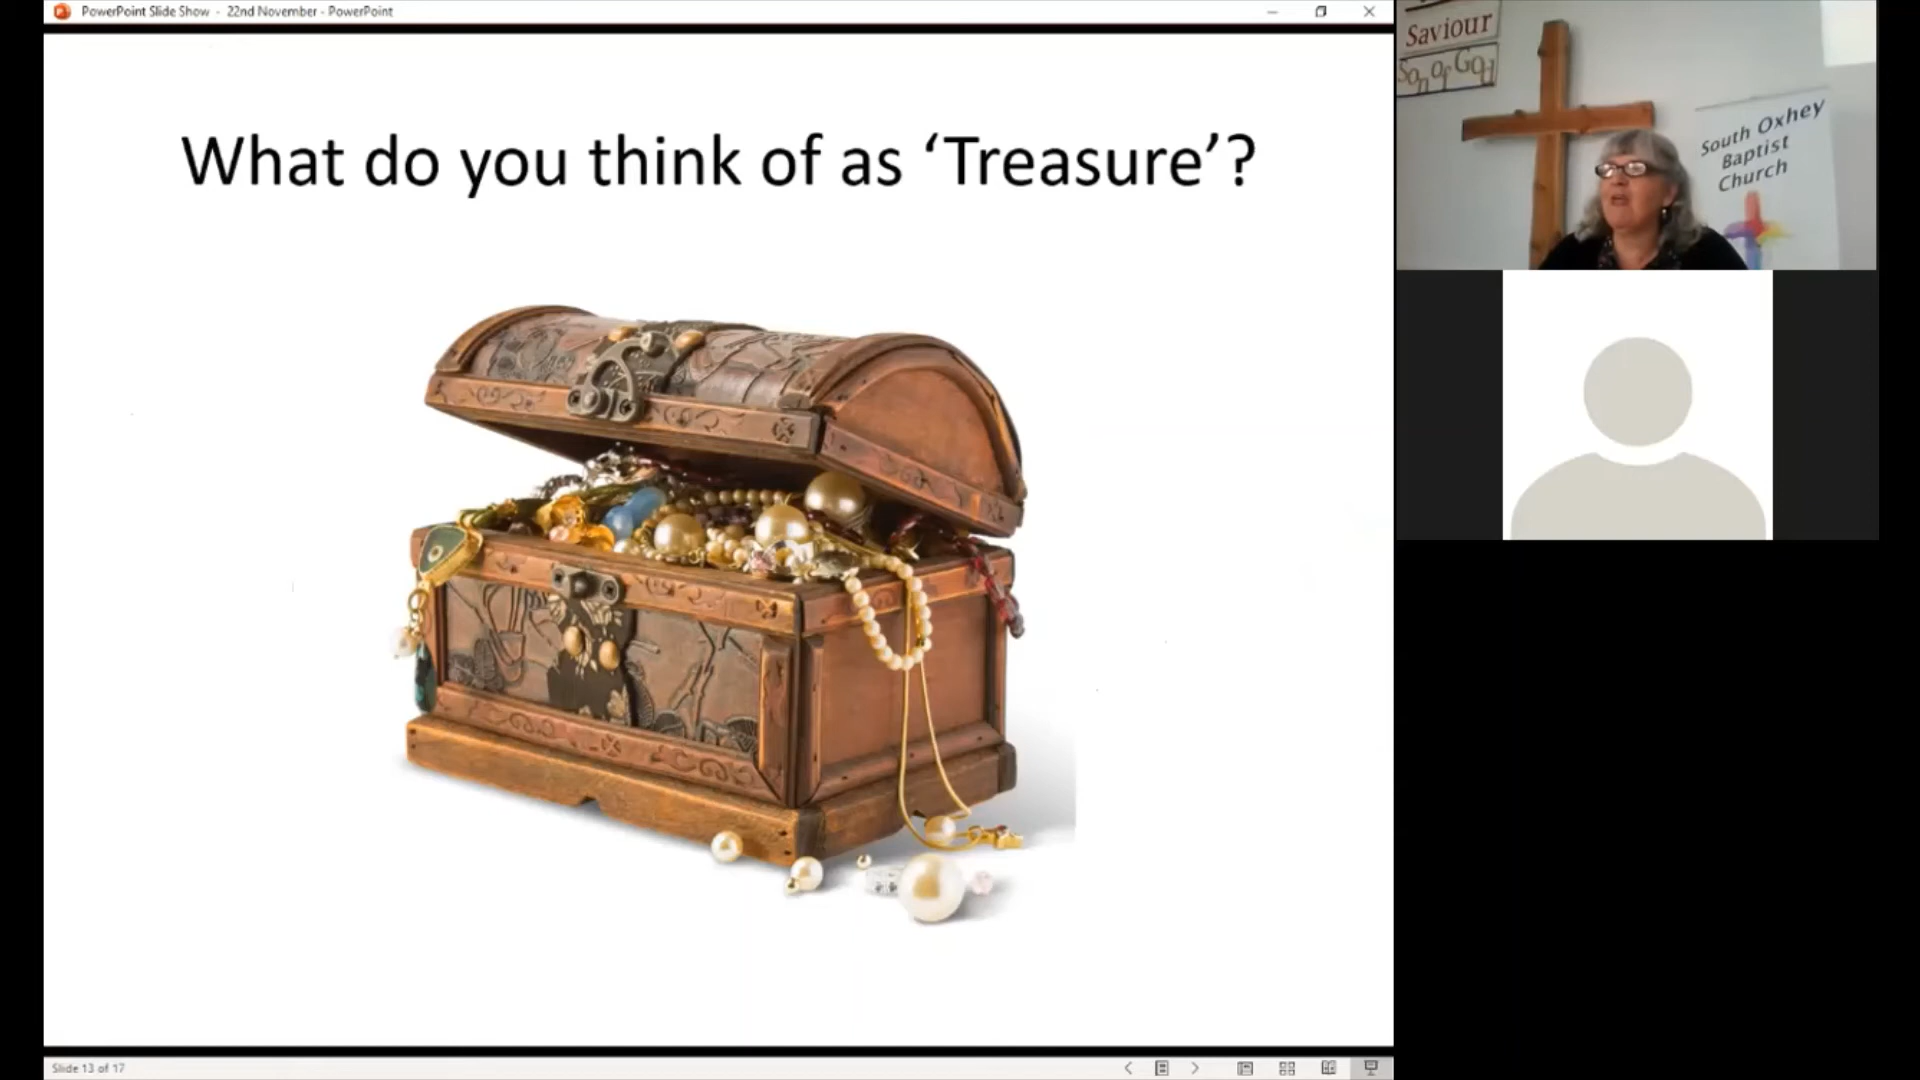 PowerPoint Slide Show - 22nd November - PowerPoint
What do you think of as ‘Treasure’?
Slide 13 of 17
Saviour
Son of God
South Oxhey
Baptist
Church